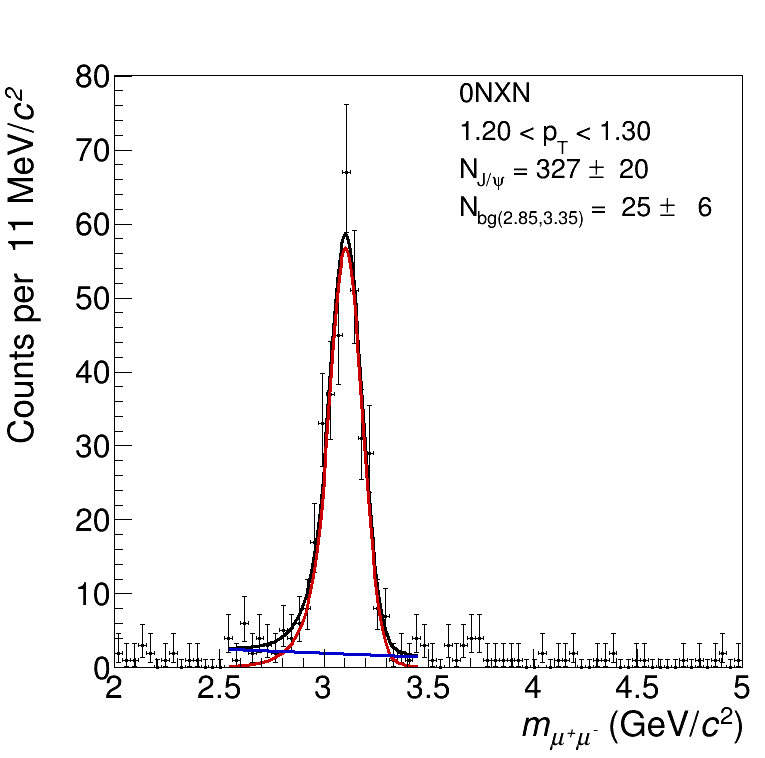 80
70
60
50
40
30
20
10
0
Counts per 11 MeV/c²
0NXN
1.20 < p_T < 1.30
N_J/ψ = 327 ± 20
N_bg(2.85,3.35) = 25 ± 6
2 2.5 3 3.5 4 4.5 5
m_μ⁺μ⁻ (GeV/c²)